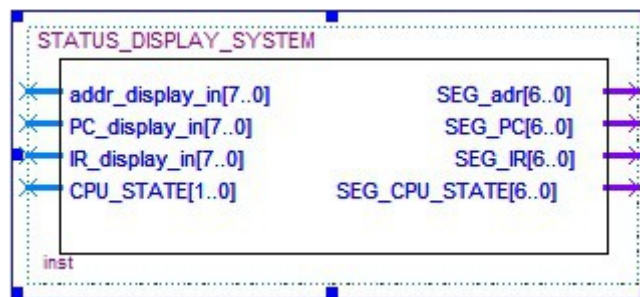 STATUS_DISPLAY_SYSTEM
addr_display_in[7..0] SEG_adr[6..0]
PC_display_in[7..0] SEG_PC[6..0]
IR_display_in[7..0] SEG_IR[6..0]
CPU_STATE[1..0] SEG_CPU_STATE[6..0]
inst